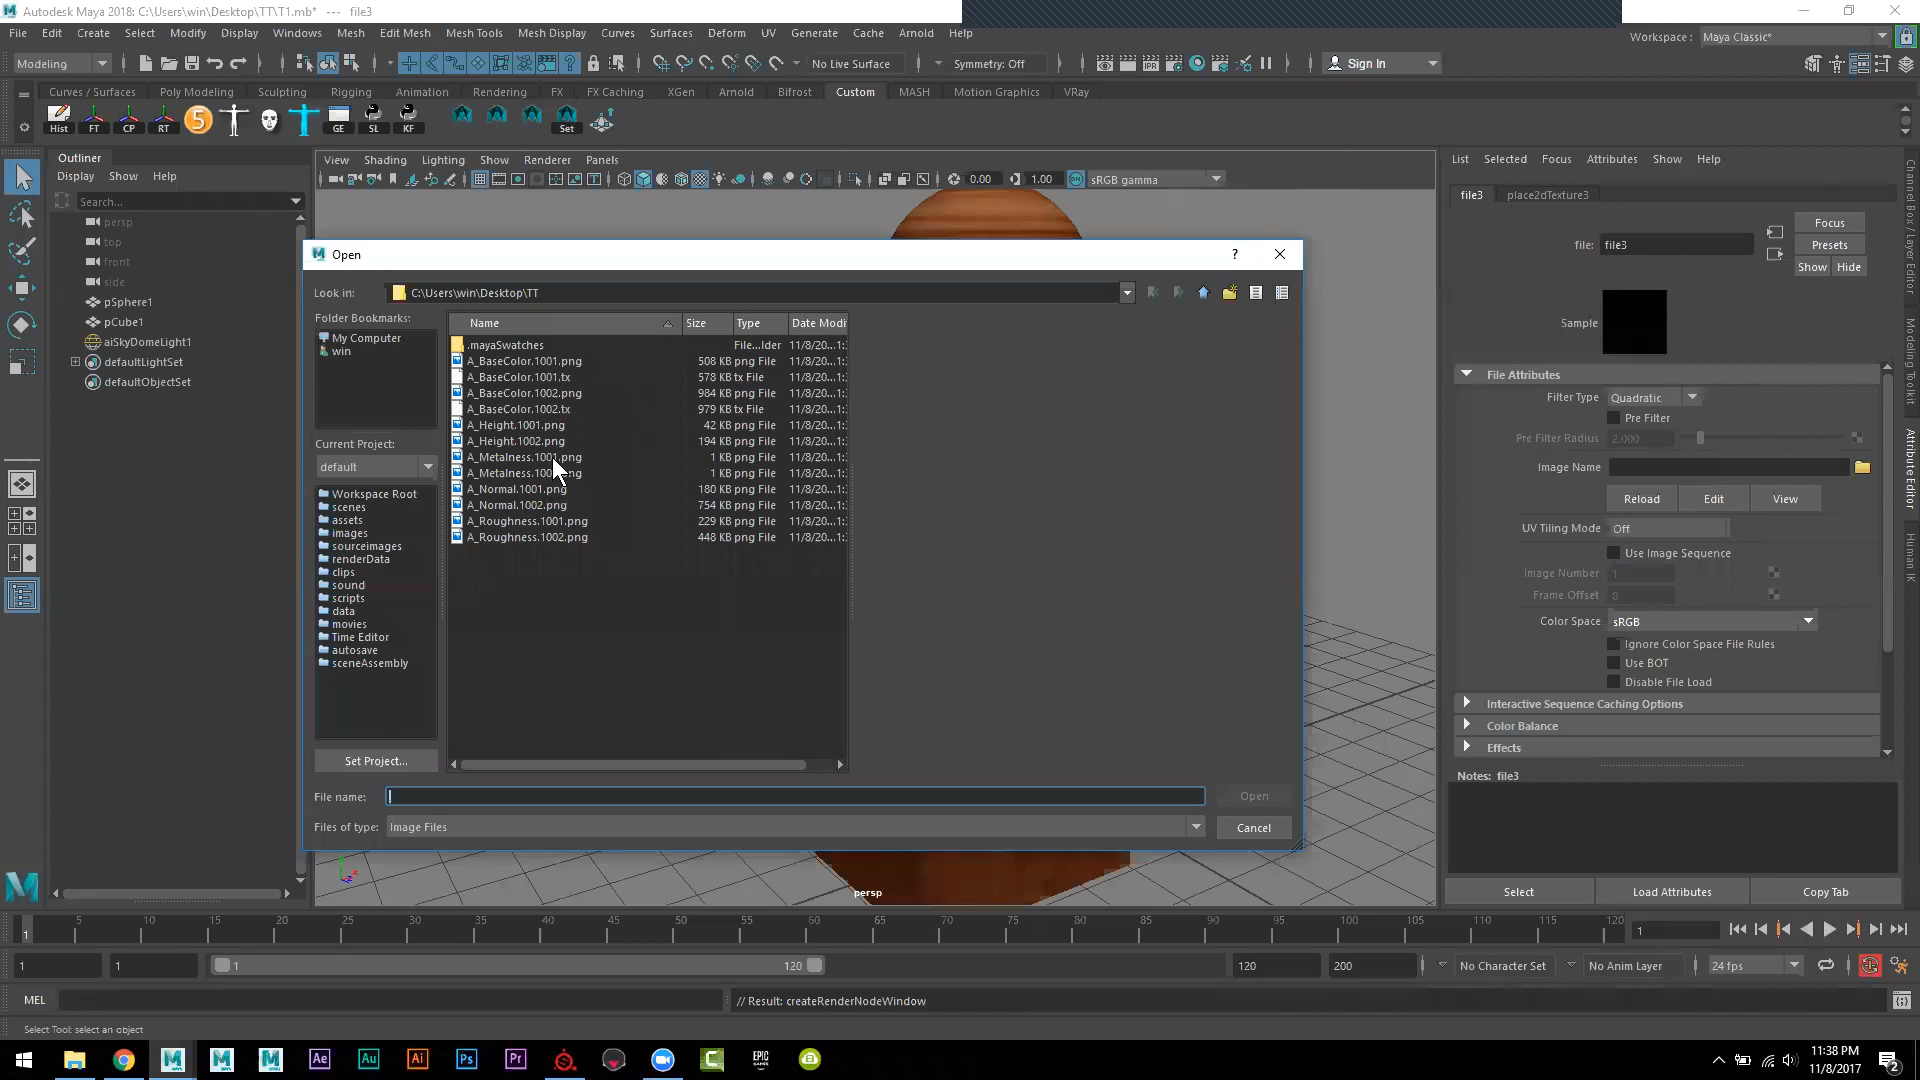 Autodesk Maya 2018: C:\Users\win\Desktop\TT\T1.mb*   ---   file3
File Edit Create Select Modify Display Windows Mesh Edit Mesh Mesh Tools Mesh Display Curves Surfaces Deform UV Generate Cache Arnold Help
Workspace : Maya Classic*
Modeling No Live Surface Symmetry: Off Sign In
Curves / Surfaces Poly Modeling Sculpting Rigging Animation Rendering FX FX Caching XGen Arnold Bifrost Custom MASH Motion Graphics VRay
Hist FT CP RT 5 GE SL KF Set
Outliner
Display Show Help
Search...
persp
top
front
side
pSphere1
pCube1
aiSkyDomeLight1
defaultLightSet
defaultObjectSet
View Shading Lighting Show Renderer Panels
0.00 1.00 ON sRGB gamma
Open ?
Look in: C:\Users\win\Desktop\TT
Folder Bookmarks:
My Computer
win
Current Project:
default
Workspace Root
scenes
assets
images
sourceimages
renderData
clips
sound
scripts
data
movies
Time Editor
autosave
sceneAssembly
Set Project...
Name Size Type Date Modi
.mayaSwatches File...lder 11/8/20...1:
A_BaseColor.1001.png 508 KB png File 11/8/20...1:
A_BaseColor.1001.tx 578 KB tx File 11/8/20...1:
A_BaseColor.1002.png 984 KB png File 11/8/20...1:
A_BaseColor.1002.tx 979 KB tx File 11/8/20...1:
A_Height.1001.png 42 KB png File 11/8/20...1:
A_Height.1002.png 194 KB png File 11/8/20...1:
A_Metalness.1001.png 1 KB png File 11/8/20...1:
1 KB png File 11/8/20...1:
A_Normal.1001.png 180 KB png File 11/8/20...1:
A_Normal.1002.png 754 KB png File 11/8/20...1:
A_Roughness.1001.png 229 KB png File 11/8/20...1:
A_Roughness.1002.png 448 KB png File 11/8/20...1:
File name: Open
Files of type: Image Files Cancel
persp
List Selected Focus Attributes Show Help
file3 place2dTexture3
Focus
file: file3 Presets
Show Hide
Sample
File Attributes
Filter Type Quadratic
Pre Filter
Pre Filter Radius 2.000
Image Name
Reload Edit View
UV Tiling Mode Off
Use Image Sequence
Image Number 1
Frame Offset 0
Color Space sRGB
Ignore Color Space File Rules
Use BOT
Disable File Load
Interactive Sequence Caching Options
Color Balance
Effects
Notes: file3
Select Load Attributes Copy Tab
Channel Box / Layer Editor
Modeling Toolkit
Attribute Editor
Human IK
1 5 10 15 20 25 30 35 40 45 50 55 60 65 70 75 80 85 90 95 100 105 110 115 120 1
1 1 1 120 120 200 No Character Set No Anim Layer 24 fps
MEL // Result: createRenderNodeWindow
Select Tool: select an object
Ae Au Ai Ps Pr EPIC GAMES
11:38 PM
11/8/2017
2